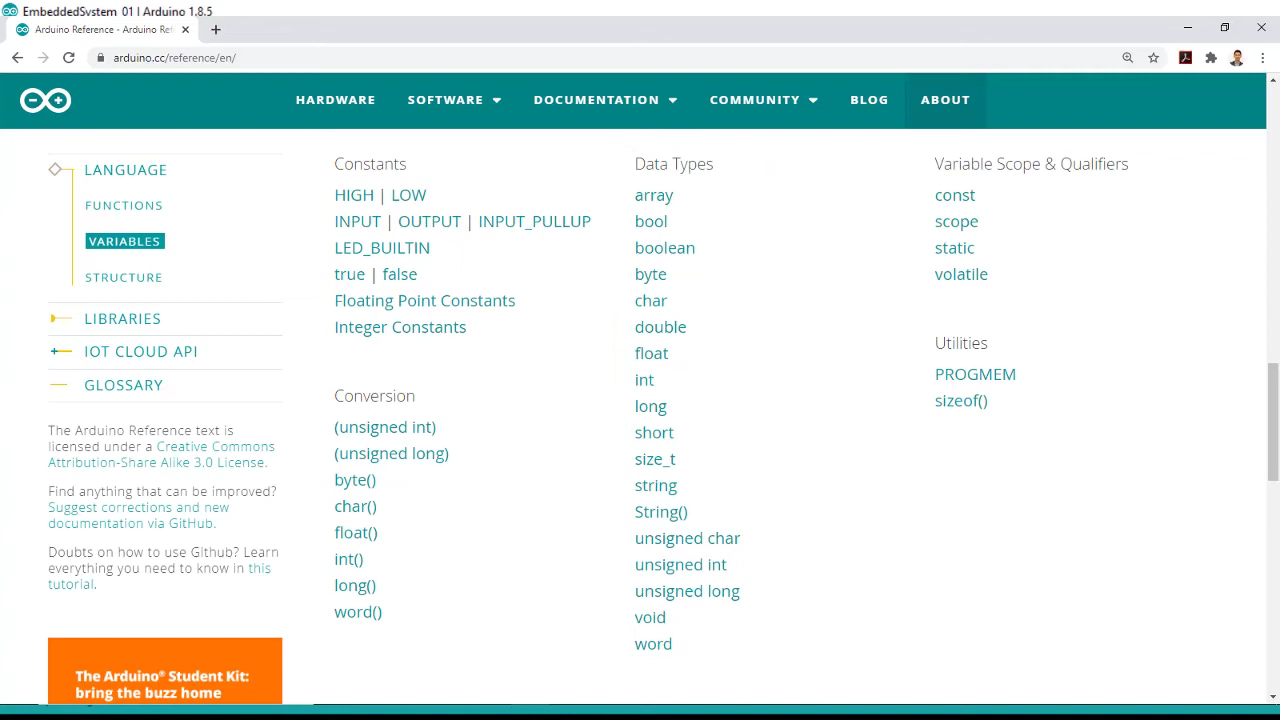 EmbeddedSystem_01 | Arduino 1.8.5
Arduino Reference - Arduino Ref
arduino.cc/reference/en/
HARDWARE SOFTWARE DOCUMENTATION COMMUNITY BLOG ABOUT
LANGUAGE
FUNCTIONS
VARIABLES
STRUCTURE
LIBRARIES
IOT CLOUD API
GLOSSARY
The Arduino Reference text is
licensed under a Creative Commons
Attribution-Share Alike 3.0 License.
Find anything that can be improved?
Suggest corrections and new
documentation via GitHub.
Doubts on how to use Github? Learn
everything you need to know in this
tutorial.
The Arduino® Student Kit:
bring the buzz home
Constants
HIGH | LOW
INPUT | OUTPUT | INPUT_PULLUP
LED_BUILTIN
true | false
Floating Point Constants
Integer Constants
Conversion
(unsigned int)
(unsigned long)
byte()
char()
float()
int()
long()
word()
Data Types
array
bool
boolean
byte
char
double
float
int
long
short
size_t
string
String()
unsigned char
unsigned int
unsigned long
void
word
Variable Scope & Qualifiers
const
scope
static
volatile
Utilities
PROGMEM
sizeof()